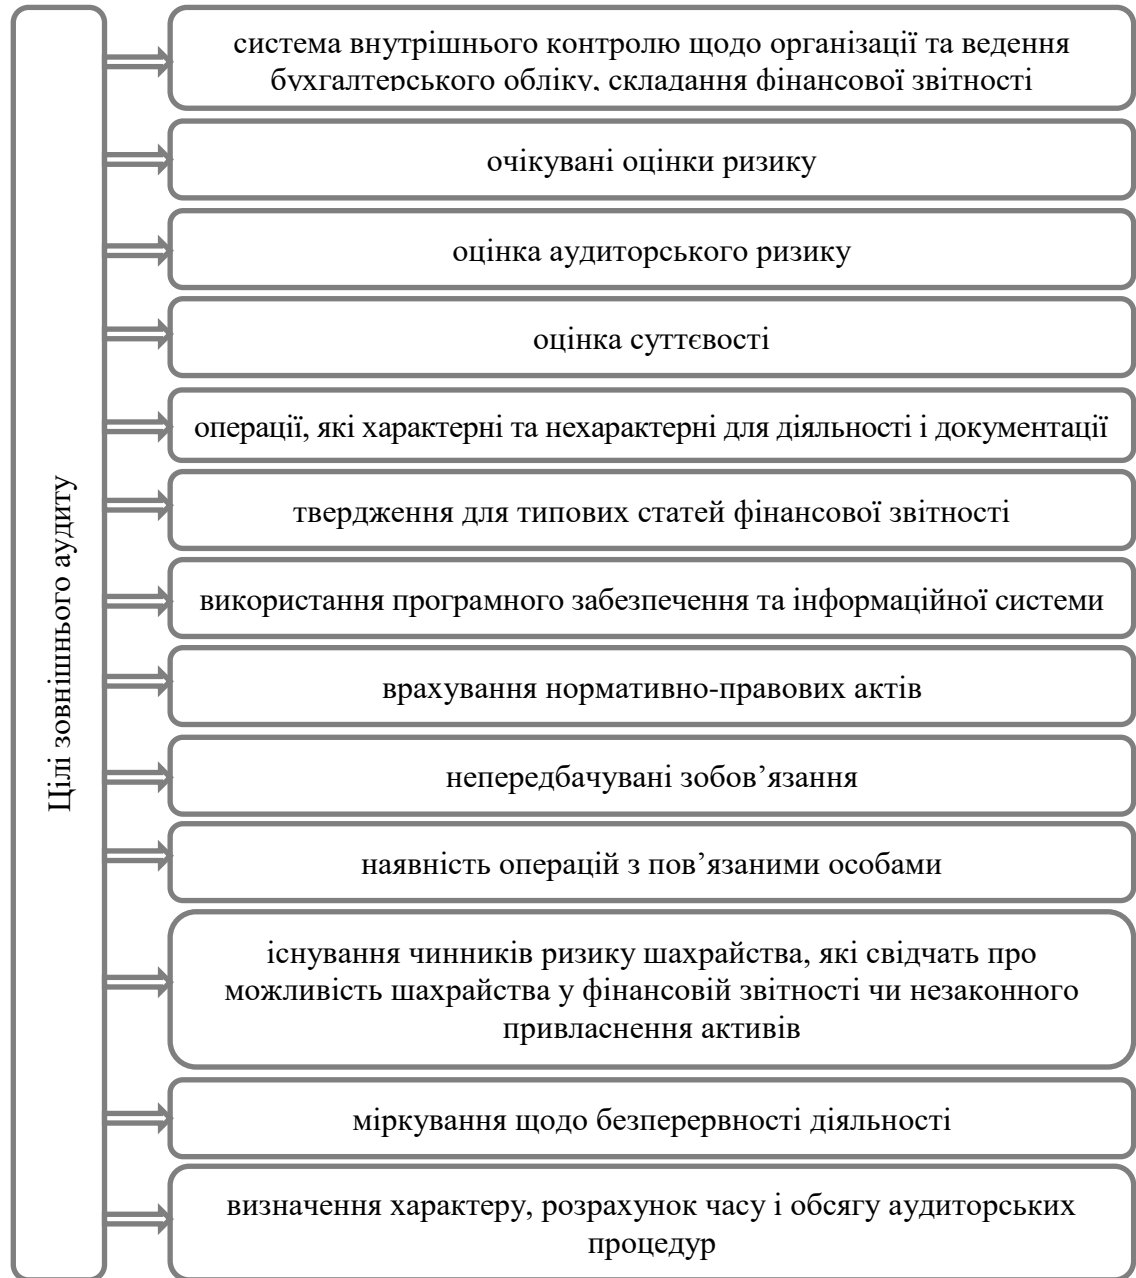 Цілі зовнішнього аудиту
система внутрішнього контролю щодо організації та ведення
бухгалтерського обліку, складання фінансової звітності
очікувані оцінки ризику
оцінка аудиторського ризику
оцінка суттєвості
операції, які характерні та нехарактерні для діяльності і документації
твердження для типових статей фінансової звітності
використання програмного забезпечення та інформаційної системи
врахування нормативно-правових актів
непередбачувані зобов’язання
наявність операцій з пов’язаними особами
існування чинників ризику шахрайства, які свідчать про
можливість шахрайства у фінансовій звітності чи незаконного
привласнення активів
міркування щодо безперервності діяльності
визначення характеру, розрахунок часу і обсягу аудиторських
процедур